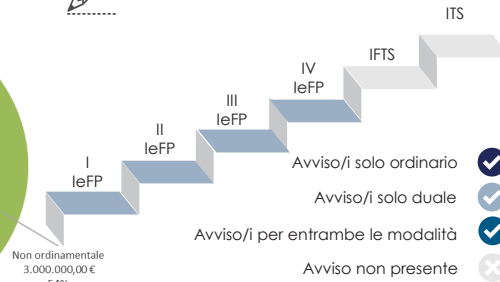 ITS
IFTS
IV
IeFP
III
IeFP
II
IeFP
I
IeFP
Avviso/i solo ordinario
Avviso/i solo duale
Avviso/i per entrambe le modalità
Avviso non presente
Non ordinamentale
3.000.000,00 €